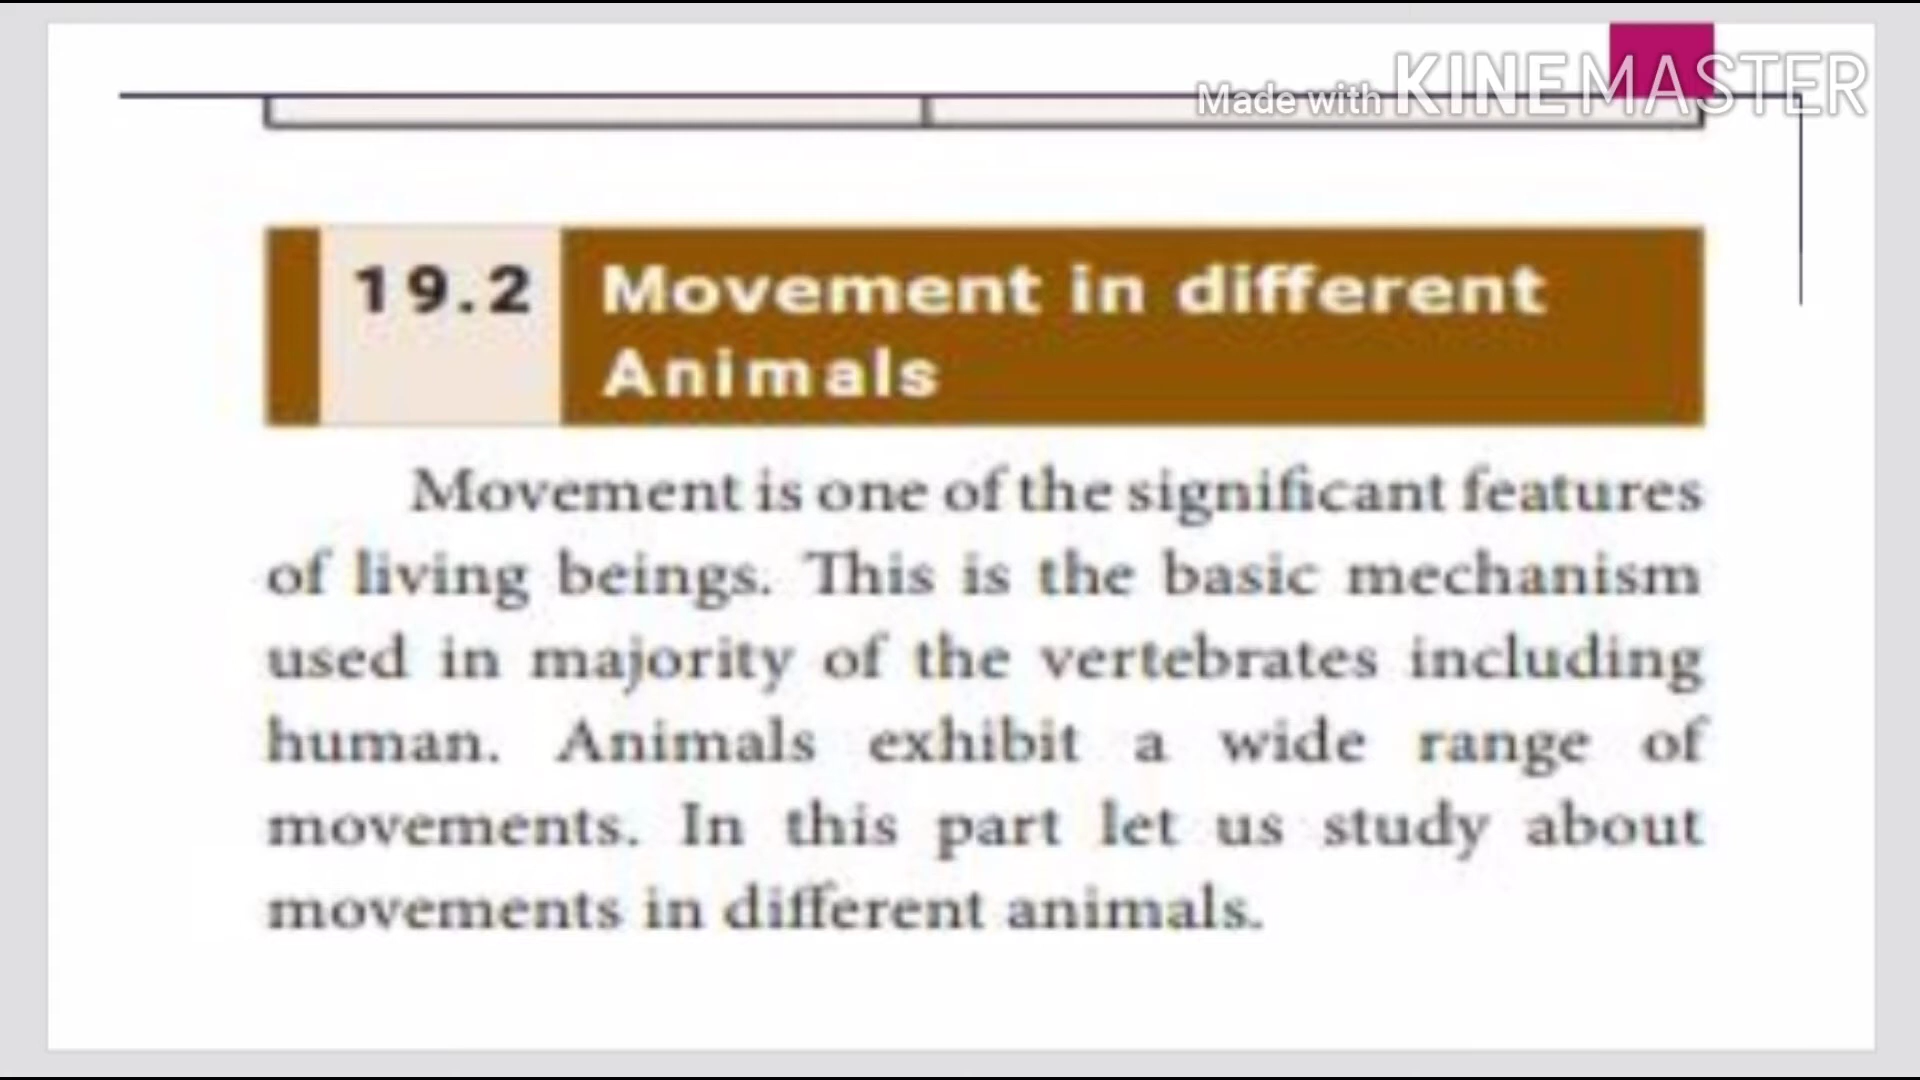 Made with KINEMASTER
19.2 Movement in different
Animals
Movement is one of the significant features
of living beings. This is the basic mechanism
used in majority of the vertebrates including
human. Animals exhibit a wide range of
movements. In this part let us study about
movements in different animals.